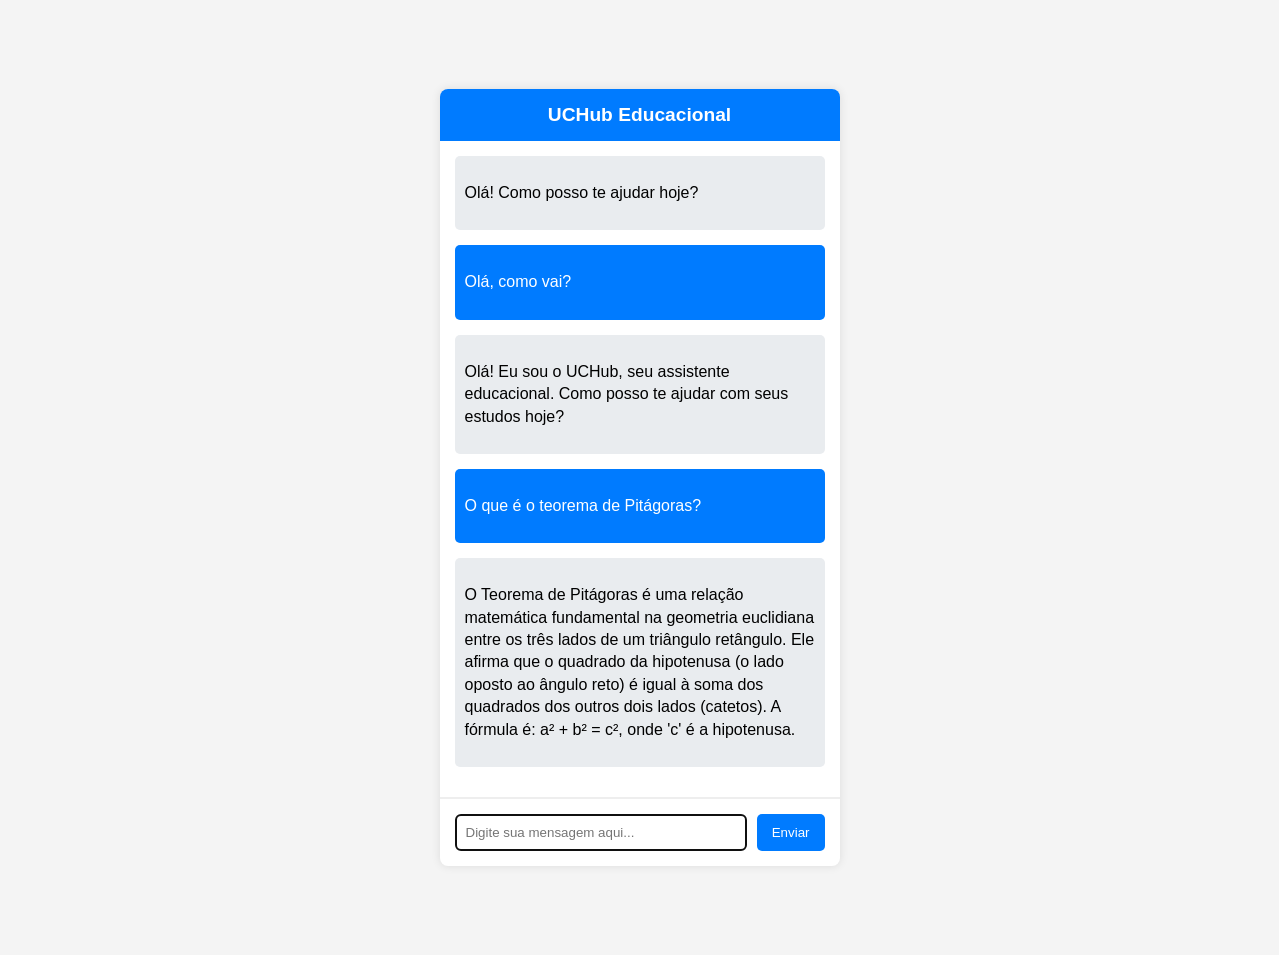 UCHub Educacional
Olá! Como posso te ajudar hoje?
Olá, como vai?
Olá! Eu sou o UCHub, seu assistente
educacional. Como posso te ajudar com seus
estudos hoje?
O que é o teorema de Pitágoras?
O Teorema de Pitágoras é uma relação
matemática fundamental na geometria euclidiana
entre os três lados de um triângulo retângulo. Ele
afirma que o quadrado da hipotenusa (o lado
oposto ao ângulo reto) é igual à soma dos
quadrados dos outros dois lados (catetos). A
fórmula é: a² + b² = c², onde 'c' é a hipotenusa.
Digite sua mensagem aqui...
Enviar